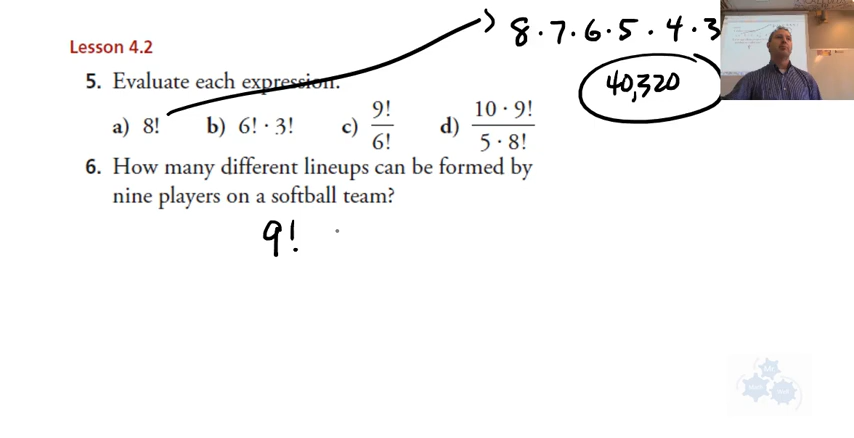 Lesson 4.2
8 · 7 · 6 · 5 · 4 · 3
40,320
5. Evaluate each expression.
a) 8! b) 6! · 3! c) 9!/6! d) 10 · 9!/5 · 8!
6. How many different lineups can be formed by
nine players on a softball team?
9!